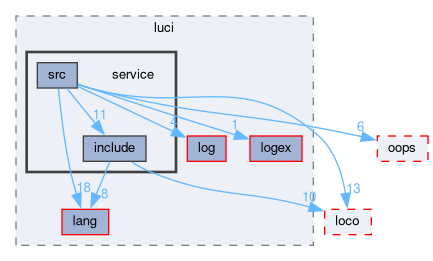 luci
src
service
11
4
1
6
include
log
logex
oops
18
8
10
13
lang
loco